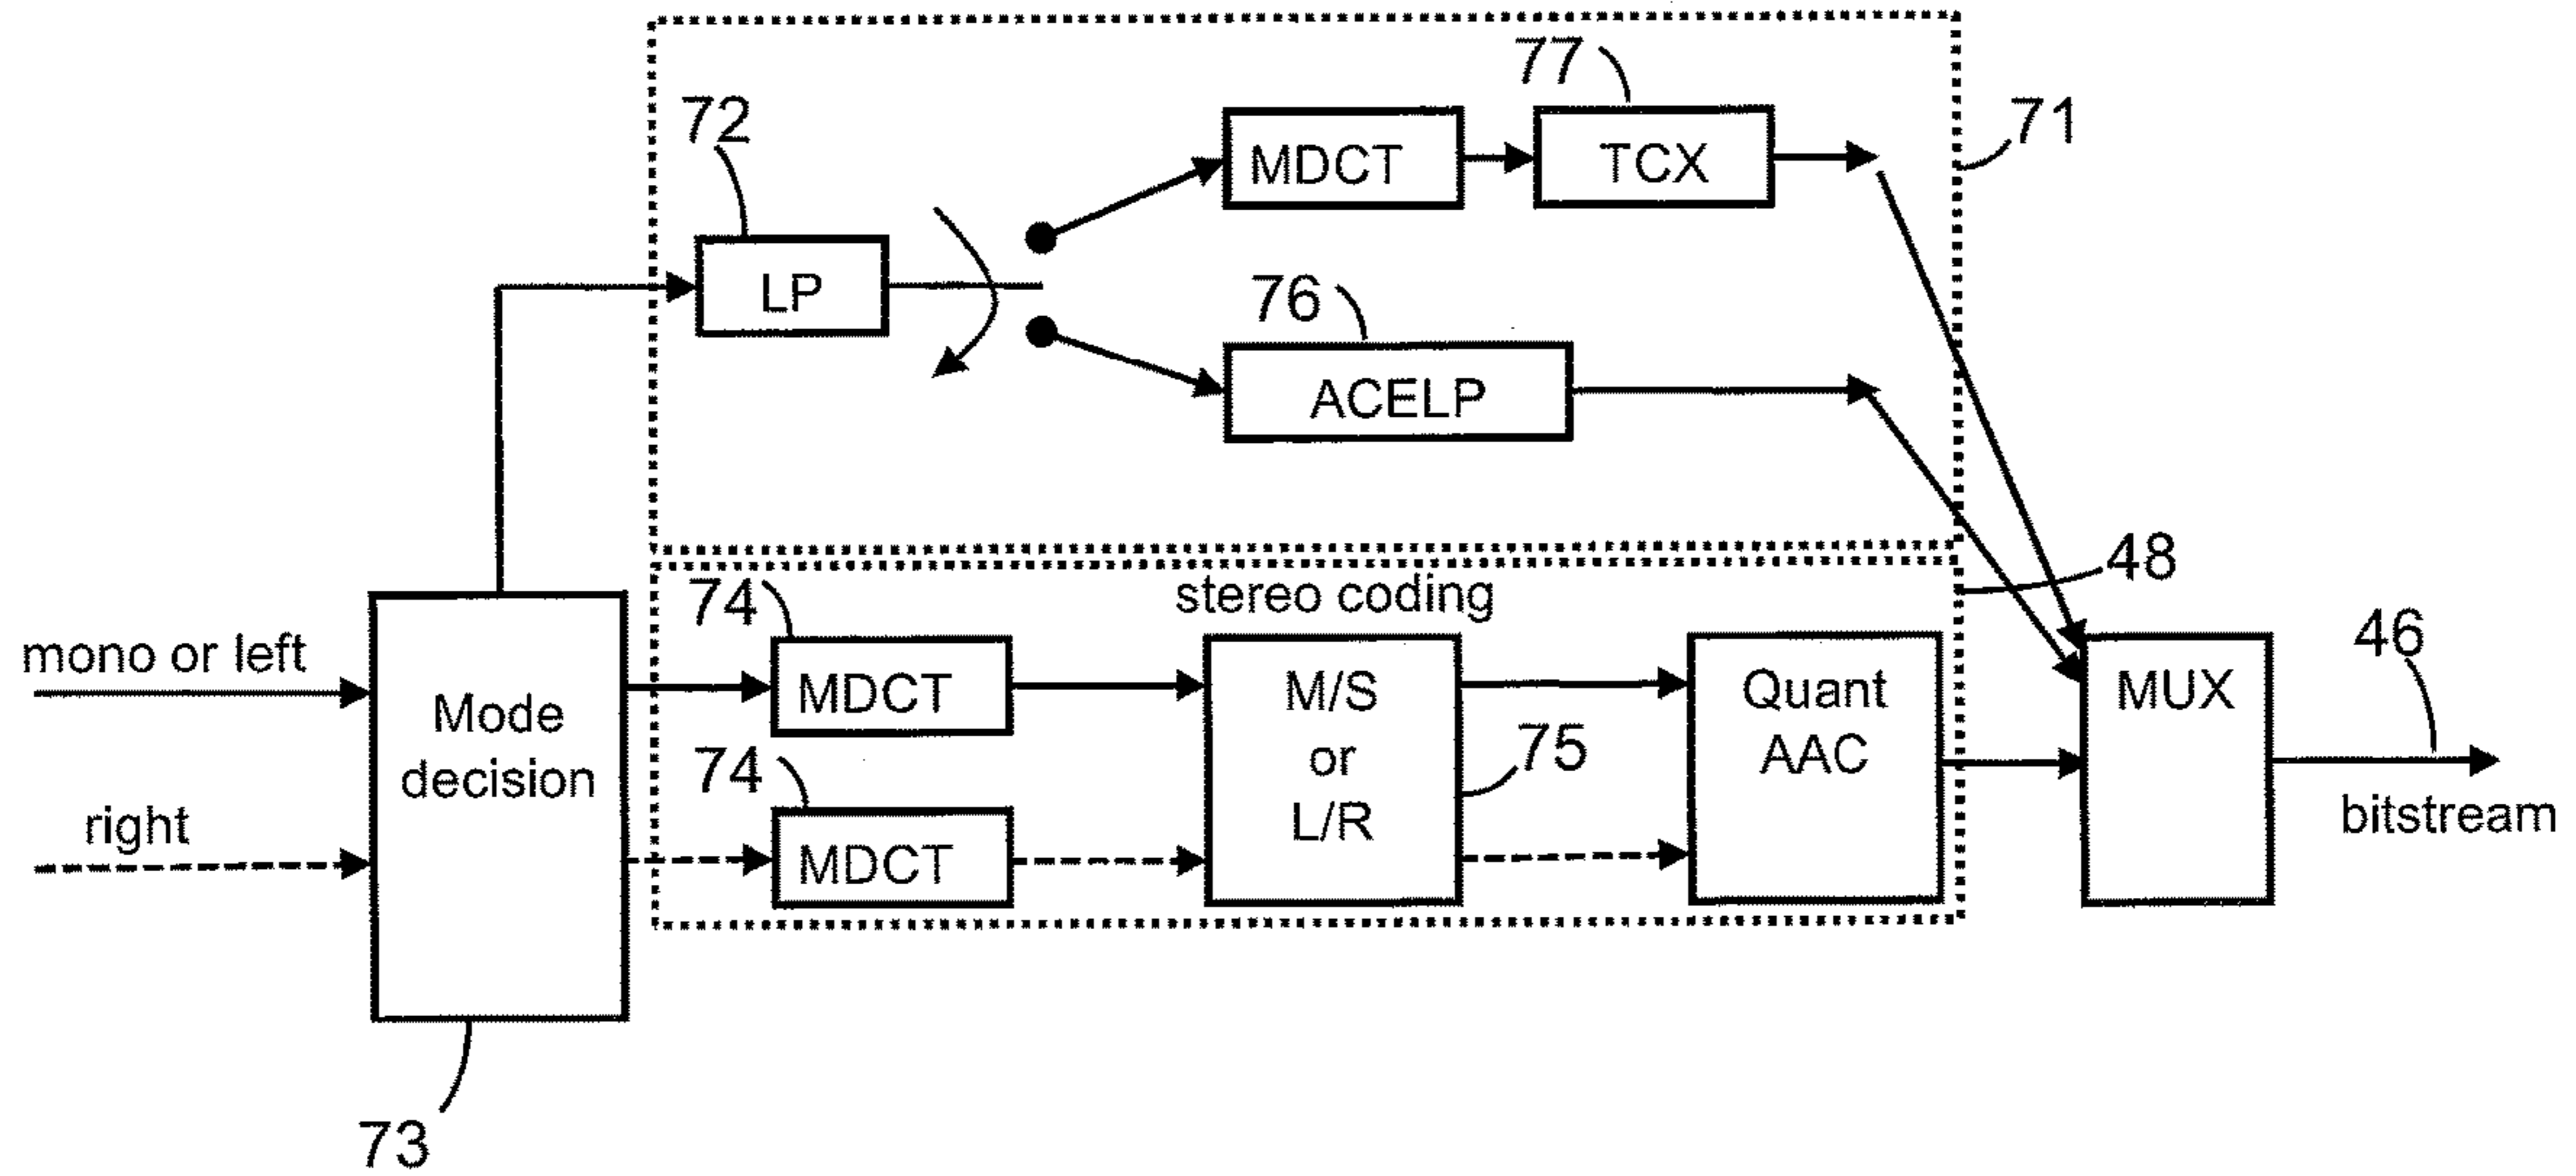 77
71
72
MDCT
TCX
LP
76
ACELP
48
74
stereo coding
46
mono or left
Mode
decision
MDCT
M/S
or
L/R
75
Quant
AAC
MUX
74
right
MDCT
bitstream
73